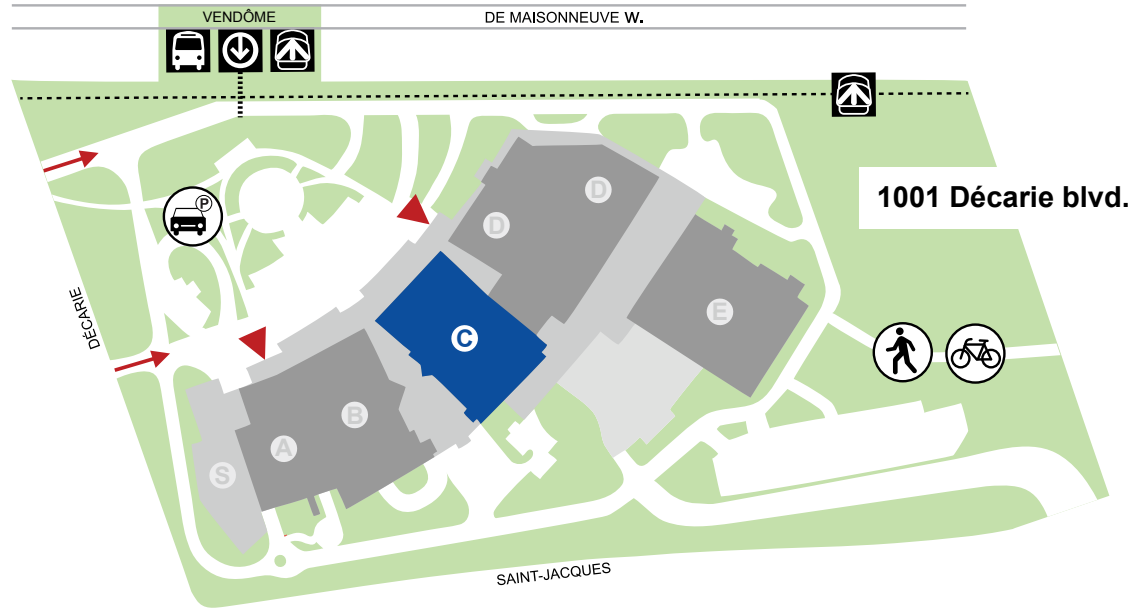 VENDÔME
DE MAISONNEUVE W.
P
1001 Décarie blvd.
D
D
DÉCARIE
E
C
B
A
S
SAINT-JACQUES